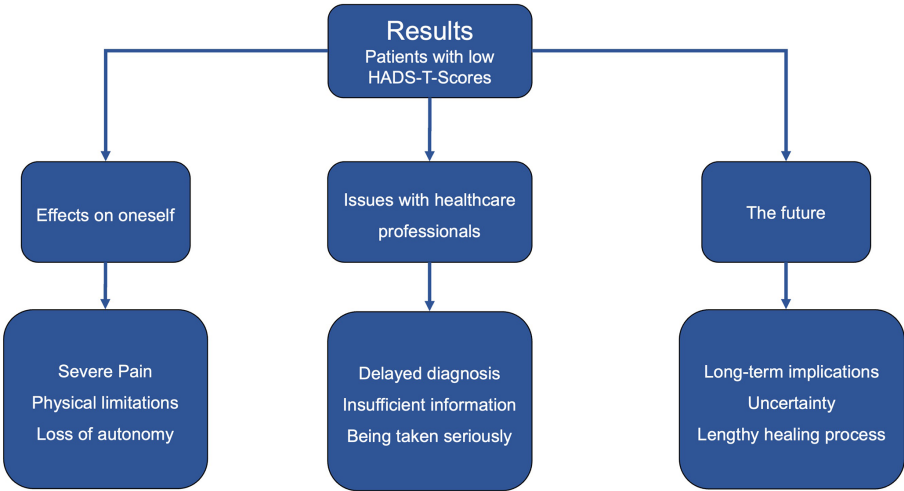 Results
Patients with low
HADS-T-Scores
Effects on oneself
Issues with healthcare
professionals
The future
Severe Pain
Physical limitations
Loss of autonomy
Delayed diagnosis
Insufficient information
Being taken seriously
Long-term implications
Uncertainty
Lengthy healing process